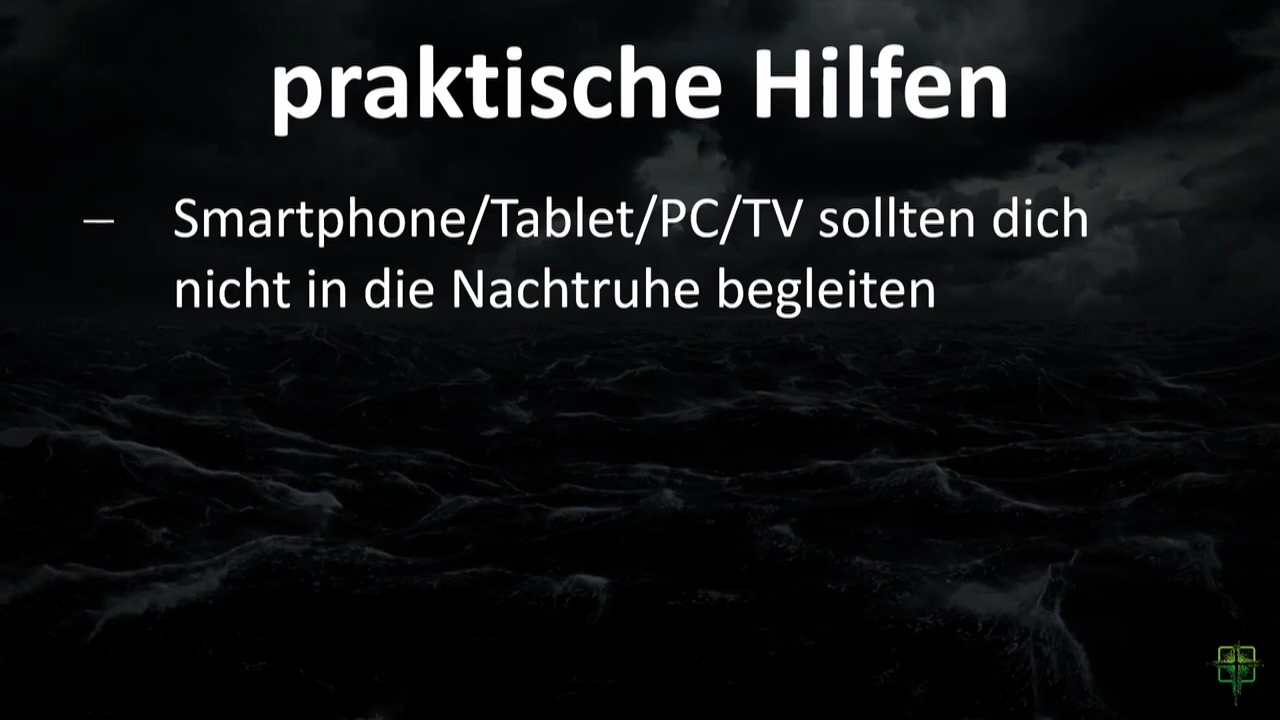 praktische Hilfen
– Smartphone/Tablet/PC/TV sollten dich
nicht in die Nachtruhe begleiten